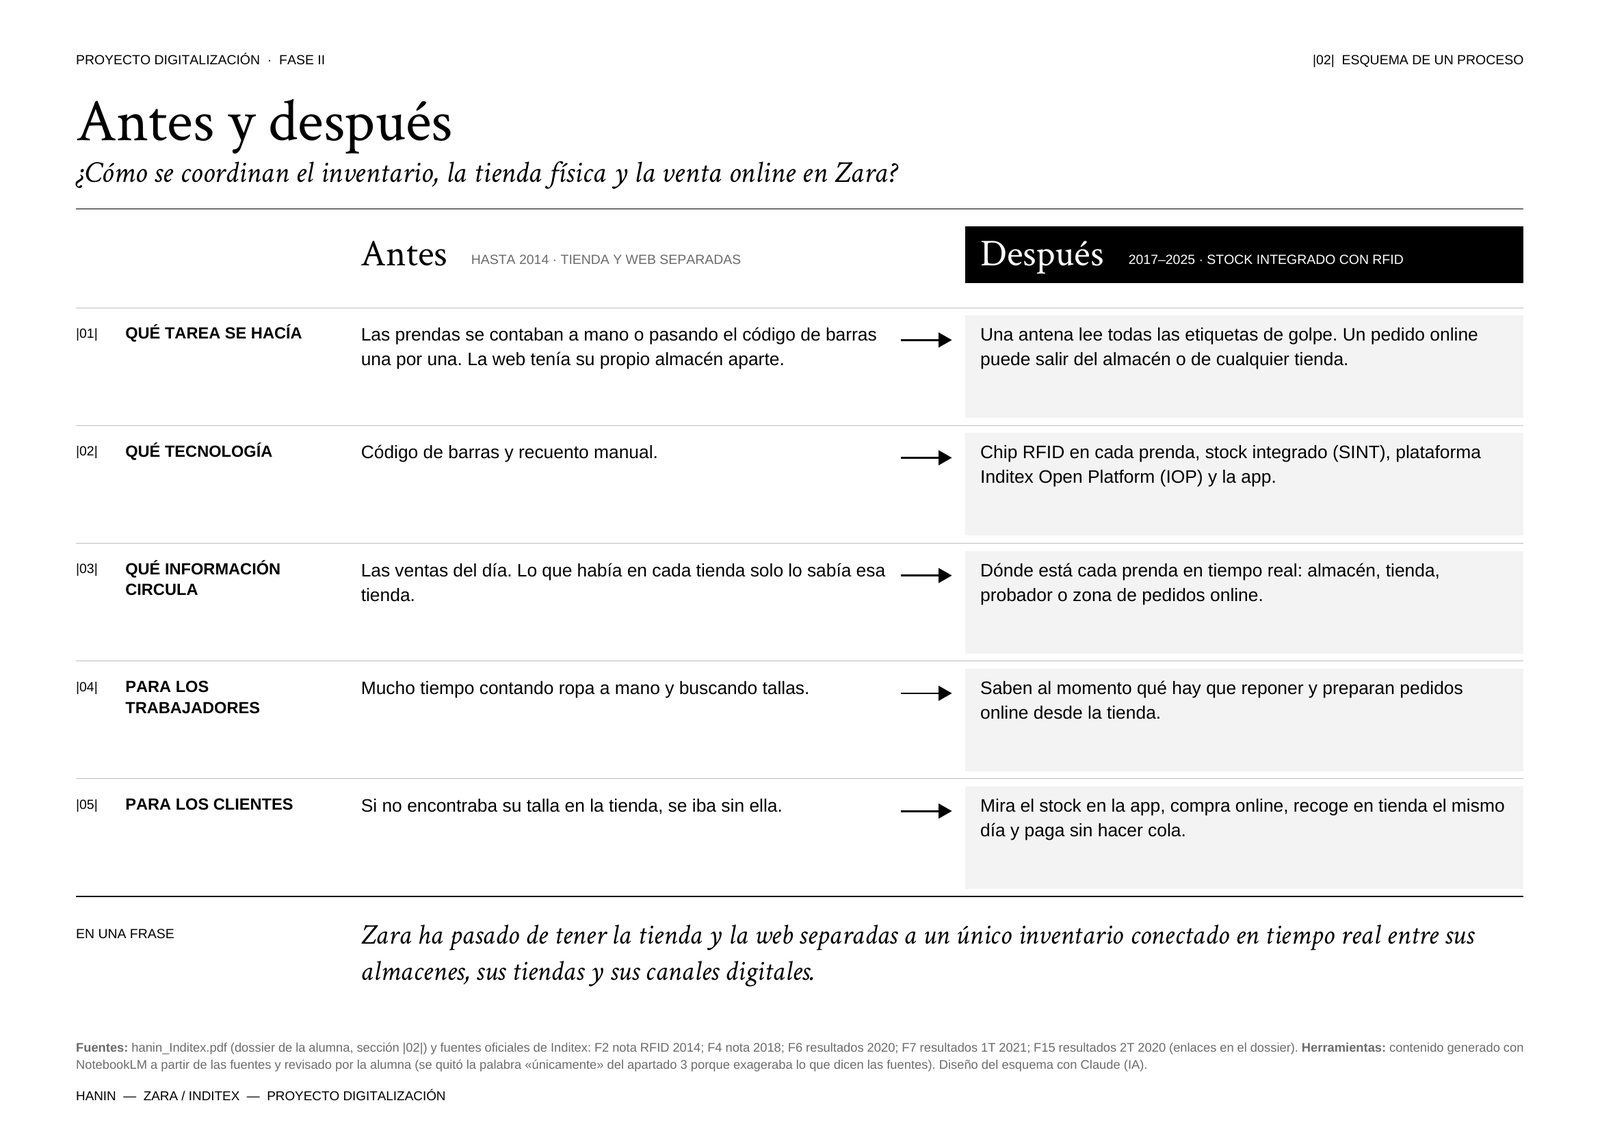 PROYECTO DIGITALIZACIÓN · FASE II
|02| ESQUEMA DE UN PROCESO
Antes y después
¿Cómo se coordinan el inventario, la tienda física y la venta online en Zara?
Antes HASTA 2014 · TIENDA Y WEB SEPARADAS
Después 2017–2025 · STOCK INTEGRADO CON RFID
|01| QUÉ TAREA SE HACÍA
Las prendas se contaban a mano o pasando el código de barras
una por una. La web tenía su propio almacén aparte.
Una antena lee todas las etiquetas de golpe. Un pedido online
puede salir del almacén o de cualquier tienda.
|02| QUÉ TECNOLOGÍA
Código de barras y recuento manual.
Chip RFID en cada prenda, stock integrado (SINT), plataforma
Inditex Open Platform (IOP) y la app.
|03| QUÉ INFORMACIÓN
CIRCULA
Las ventas del día. Lo que había en cada tienda solo lo sabía esa
tienda.
Dónde está cada prenda en tiempo real: almacén, tienda,
probador o zona de pedidos online.
|04| PARA LOS
TRABAJADORES
Mucho tiempo contando ropa a mano y buscando tallas.
Saben al momento qué hay que reponer y preparan pedidos
online desde la tienda.
|05| PARA LOS CLIENTES
Si no encontraba su talla en la tienda, se iba sin ella.
Mira el stock en la app, compra online, recoge en tienda el mismo
día y paga sin hacer cola.
EN UNA FRASE
Zara ha pasado de tener la tienda y la web separadas a un único inventario conectado en tiempo real entre sus
almacenes, sus tiendas y sus canales digitales.
Fuentes: hanin_Inditex.pdf (dossier de la alumna, sección |02|) y fuentes oficiales de Inditex: F2 nota RFID 2014; F4 nota 2018; F6 resultados 2020; F7 resultados 1T 2021; F15 resultados 2T 2020 (enlaces en el dossier). Herramientas: contenido generado con
NotebookLM a partir de las fuentes y revisado por la alumna (se quitó la palabra «únicamente» del apartado 3 porque exageraba lo que dicen las fuentes). Diseño del esquema con Claude (IA).
HANIN — ZARA / INDITEX — PROYECTO DIGITALIZACIÓN